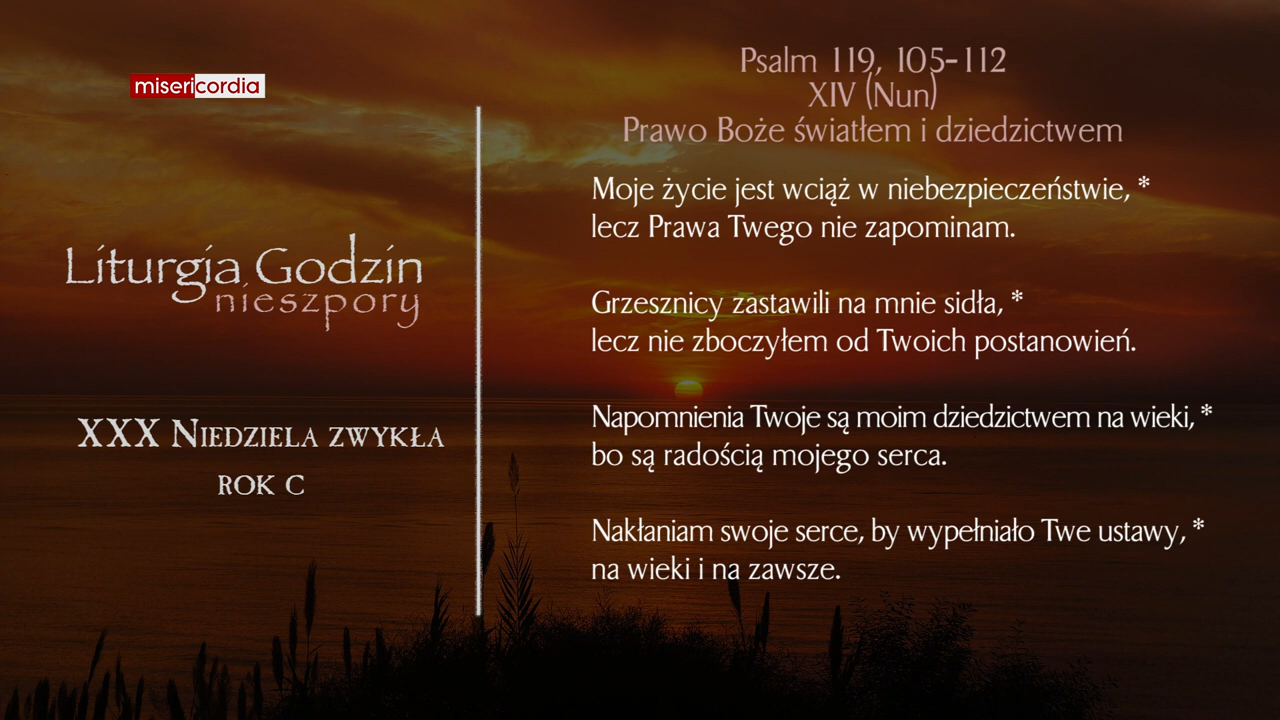 misericordia
Liturgia Godzin
nieszpory
XXX Niedziela zwykła
rok C
Psalm 119, 105-112
XIV (Nun)
Prawo Boże światłem i dziedzictwem
Moje życie jest wciąż w niebezpieczeństwie, *
lecz Prawa Twego nie zapominam.
Grzesznicy zastawili na mnie sidła, *
lecz nie zboczyłem od Twoich postanowień.
Napomnienia Twoje są moim dziedzictwem na wieki, *
bo są radością mojego serca.
Nakłaniam swoje serce, by wypełniało Twe ustawy, *
na wieki i na zawsze.